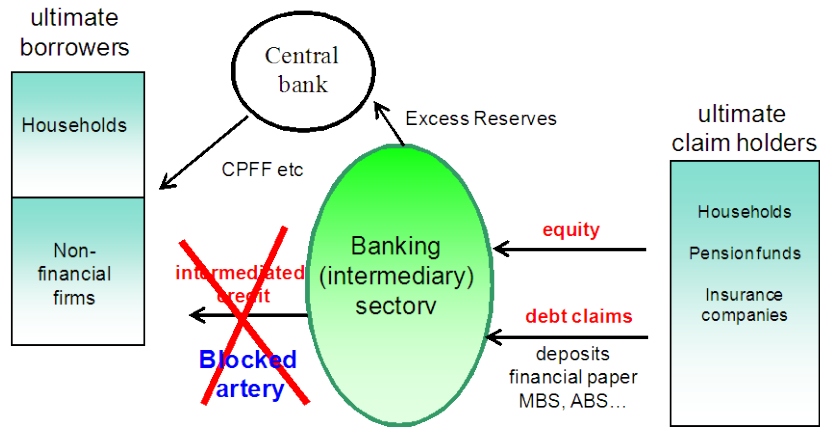 ultimate
borrowers
Households
Non-
financial
firms
Central
bank
Excess Reserves
CPFF etc
intermediated
credit
Blocked
artery
Banking
(intermediary)
sectorv
equity
debt claims
deposits
financial paper
MBS, ABS…
ultimate
claim holders
Households
Pension funds
Insurance
companies